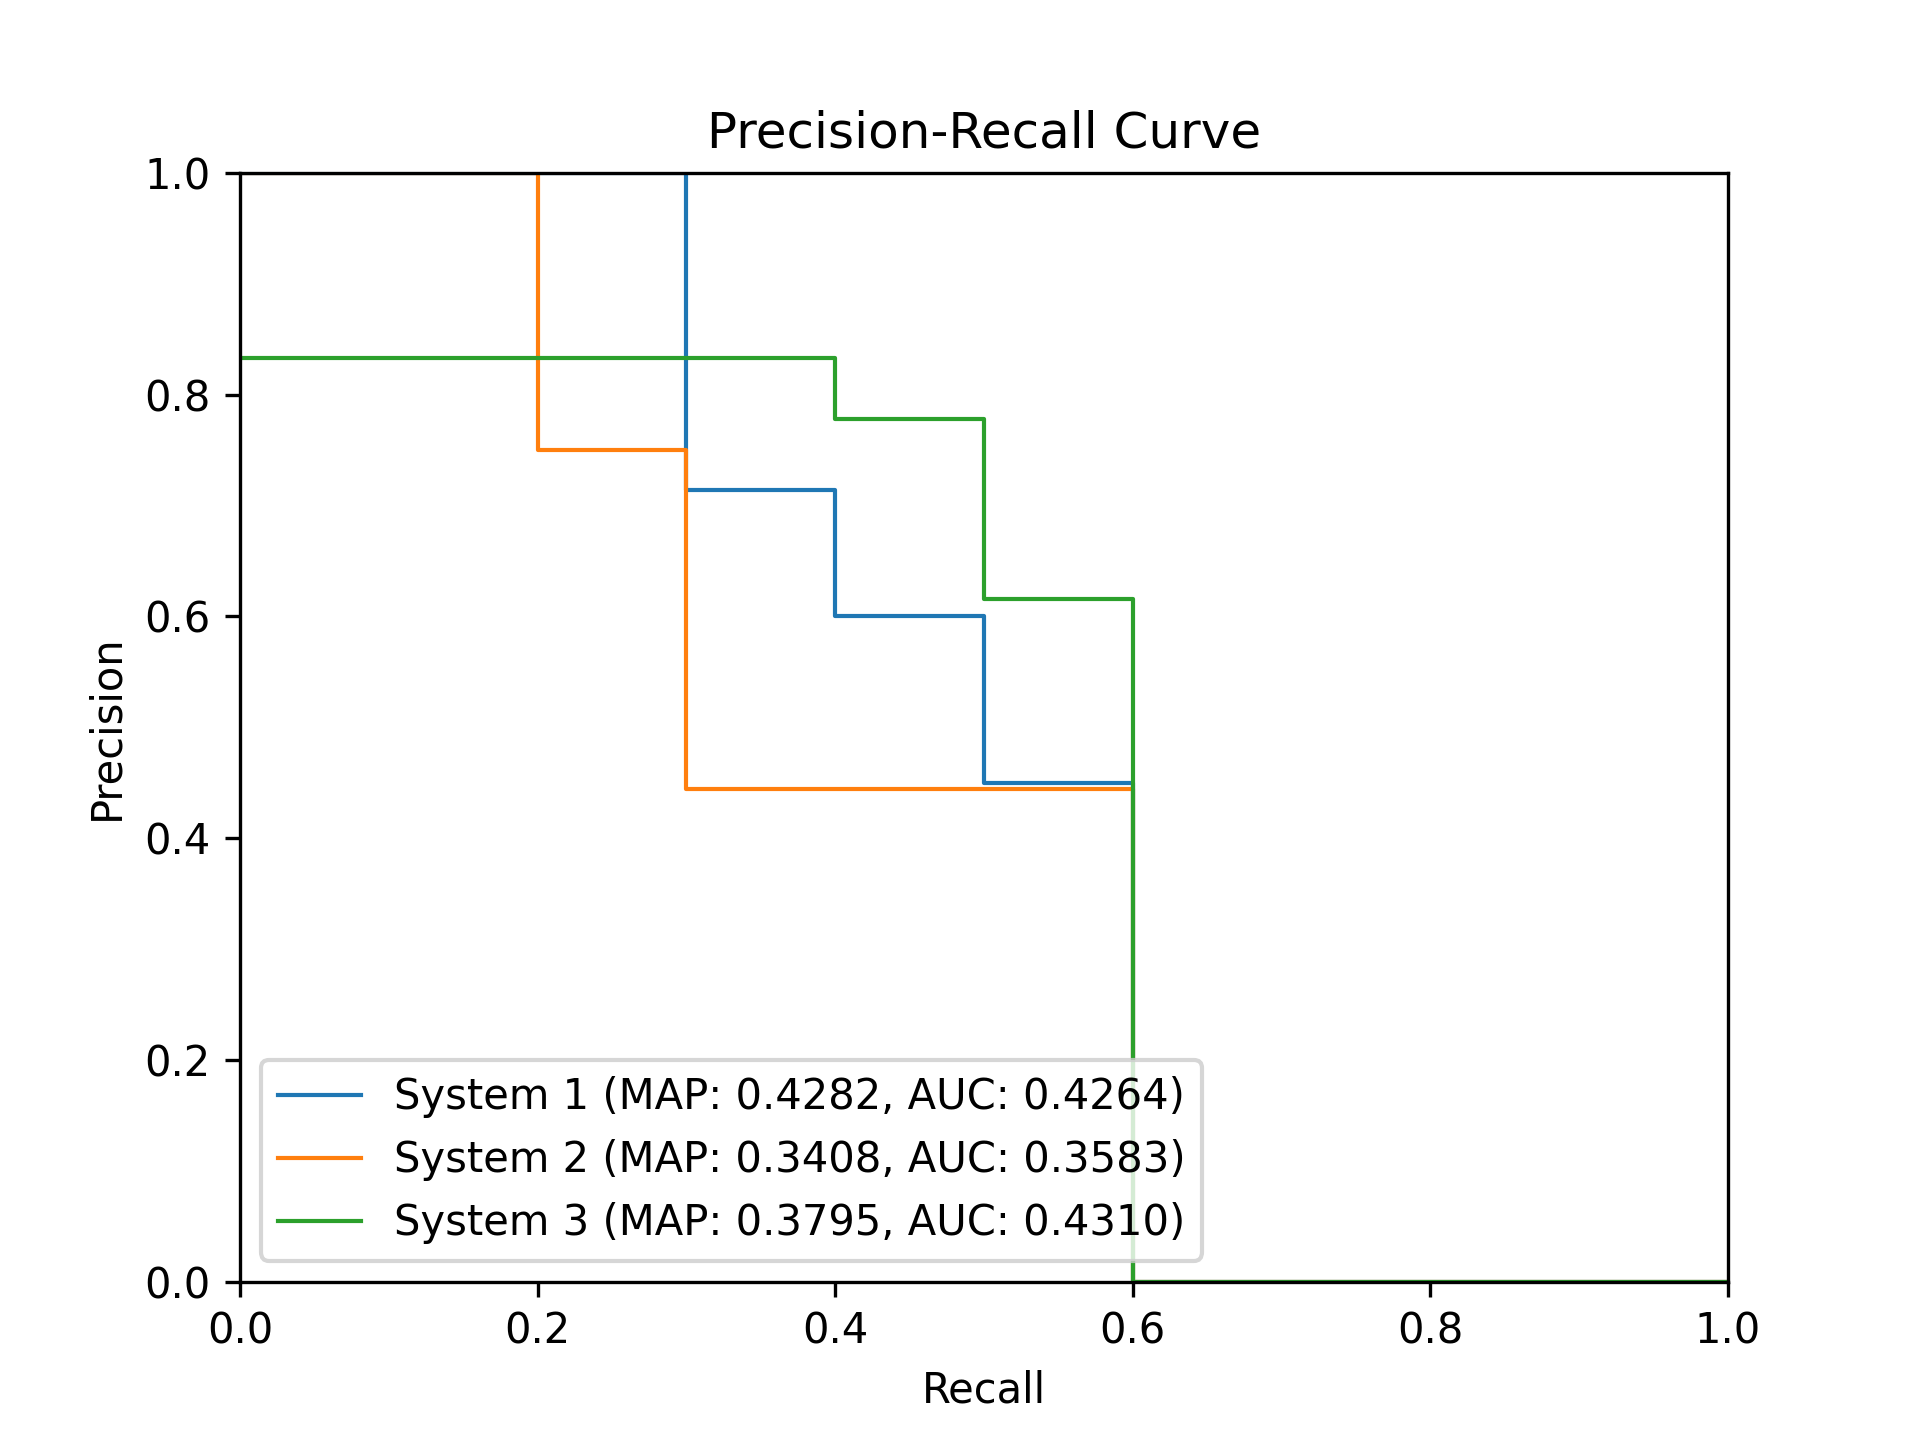 Precision-Recall Curve
1.0
0.8
0.6
0.4
0.2
0.0
Precision
System 1 (MAP: 0.4282, AUC: 0.4264)
System 2 (MAP: 0.3408, AUC: 0.3583)
System 3 (MAP: 0.3795, AUC: 0.4310)
0.0 0.2 0.4 0.6 0.8 1.0
Recall